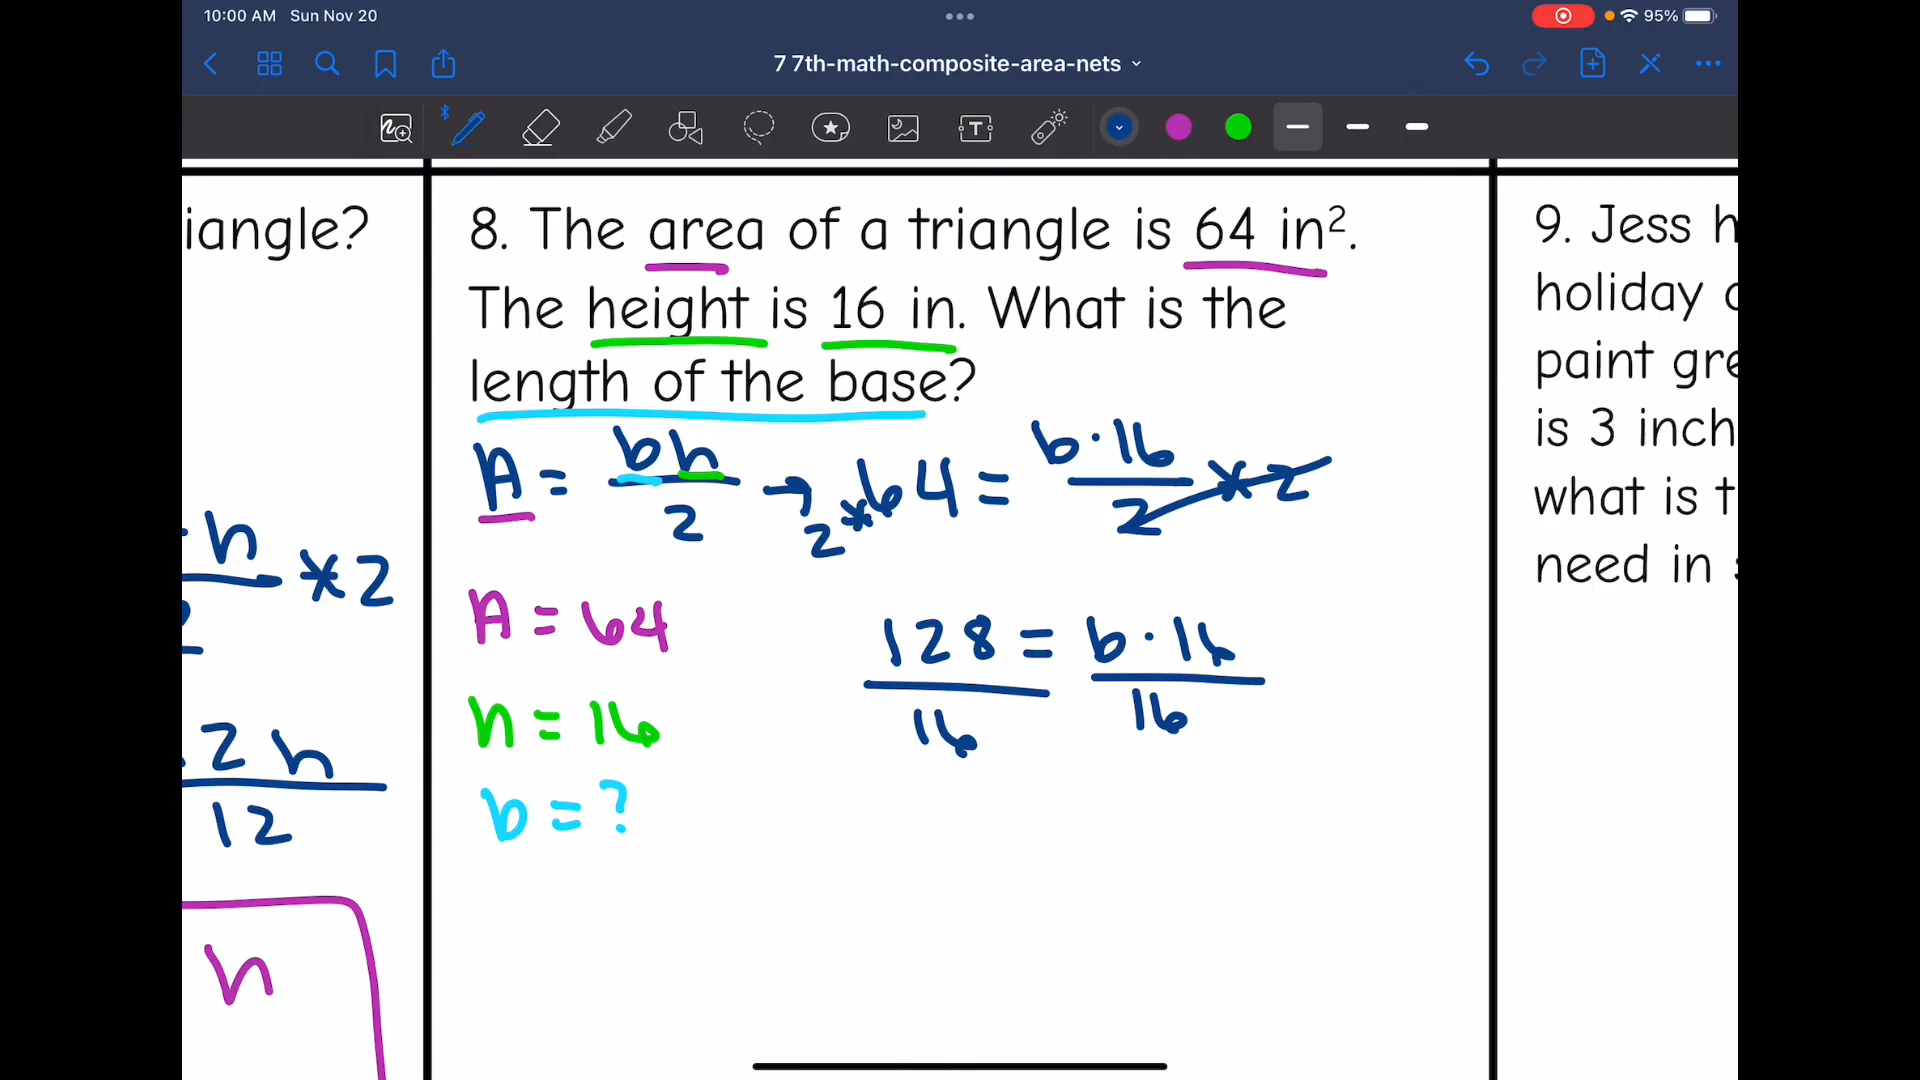 10:00 AM Sun Nov 20
95%
7 7th-math-composite-area-nets
iangle?
h
* 2
2 h
12
h
8. The area of a triangle is 64 in².
The height is 16 in. What is the
length of the base?
A = bh/2 → 2 * 64 = b · 16/2 * 2
A = 64
128/16 = b · 16/16
h = 16
b = ?
9. Jess h
holiday
paint gre
is 3 inch
what is t
need in